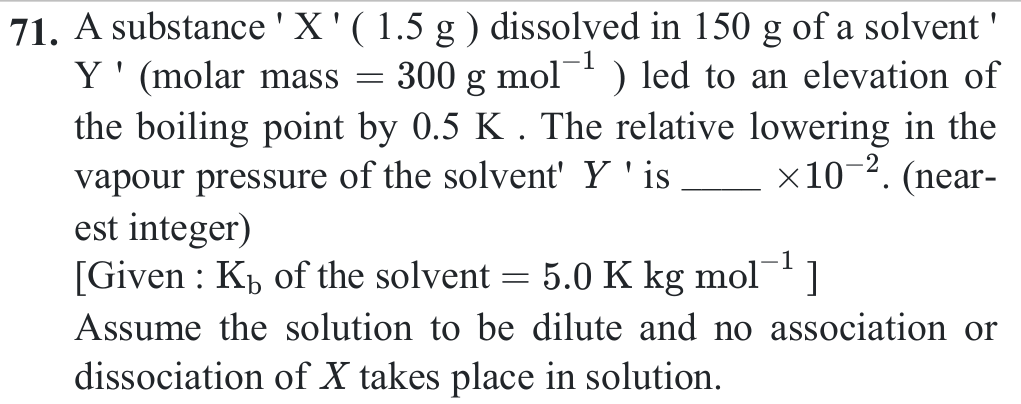 71. A substance ' X ' ( 1.5 g ) dissolved in 150 g of a solvent '
Y ' (molar mass = 300 g mol⁻¹ ) led to an elevation of
the boiling point by 0.5 K . The relative lowering in the
vapour pressure of the solvent' Y ' is ____ ×10⁻². (near-
est integer)
[Given : K_b of the solvent = 5.0 K kg mol⁻¹ ]
Assume the solution to be dilute and no association or
dissociation of X takes place in solution.